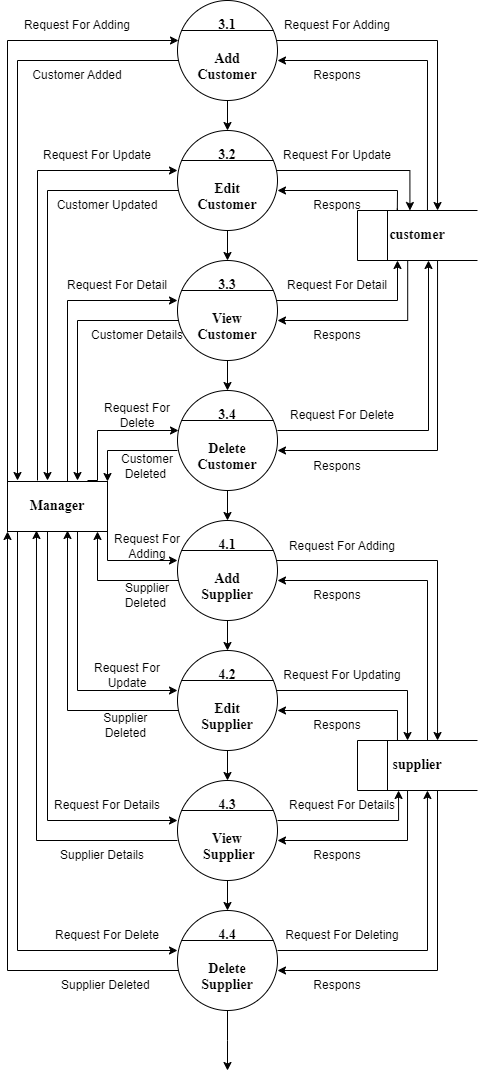 Request For Adding
3.1
Request For Adding
Add
Customer
Customer Added
Respons
Request For Update
3.2
Request For Update
Edit
Customer
Customer Updated
Respons
customer
Request For Detail
3.3
Request For Detail
View
Customer
Customer Details
Respons
Request For
Delete
3.4
Request For Delete
Delete
Customer
Customer
Deleted
Respons
Manager
Request For
Adding
4.1
Request For Adding
Add
Supplier
Supplier
Deleted
Respons
Request For
Update
4.2
Request For Updating
Edit
Supplier
Supplier
Deleted
Respons
supplier
Request For Details
4.3
Request For Details
View
Supplier
Supplier Details
Respons
Request For Delete
4.4
Request For Deleting
Delete
Supplier
Supplier Deleted
Respons